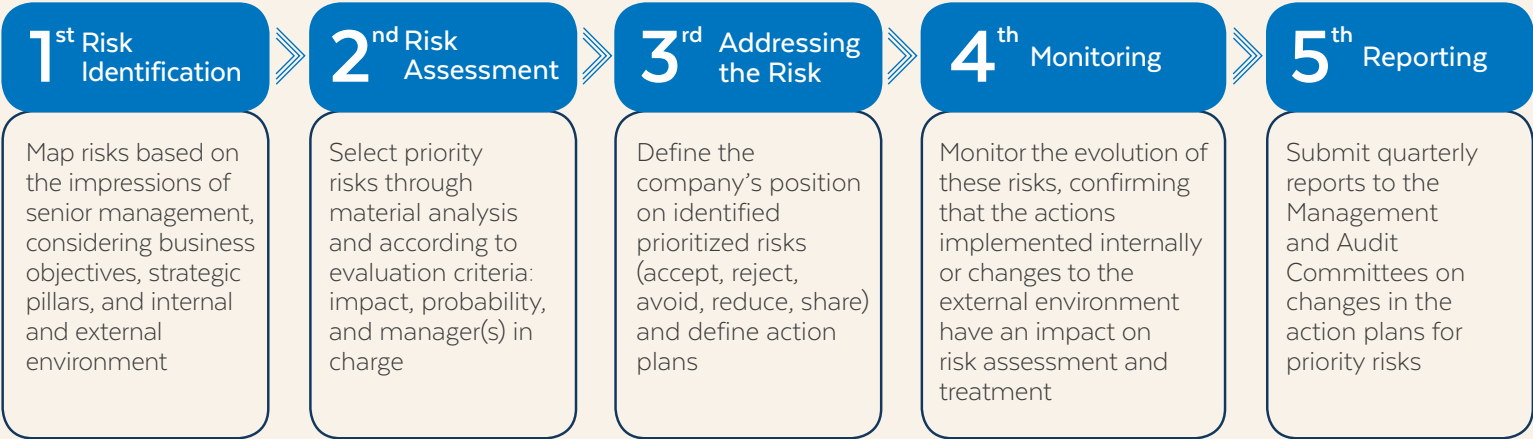 1st Risk
Identification
Map risks based on
the impressions of
senior management,
considering business
objectives, strategic
pillars, and internal
and external
environment
2nd Risk
Assessment
Select priority
risks through
material analysis
and according to
evaluation criteria:
impact, probability,
and manager(s) in
charge
3rd Addressing
the Risk
Define the
company’s position
on identified
prioritized risks
(accept, reject,
avoid, reduce, share)
and define action
plans
4th Monitoring
Monitor the evolution of
these risks, confirming
that the actions
implemented internally
or changes to the
external environment
have an impact on
risk assessment and
treatment
5th Reporting
Submit quarterly
reports to the
Management
and Audit
Committees on
changes in the
action plans for
priority risks